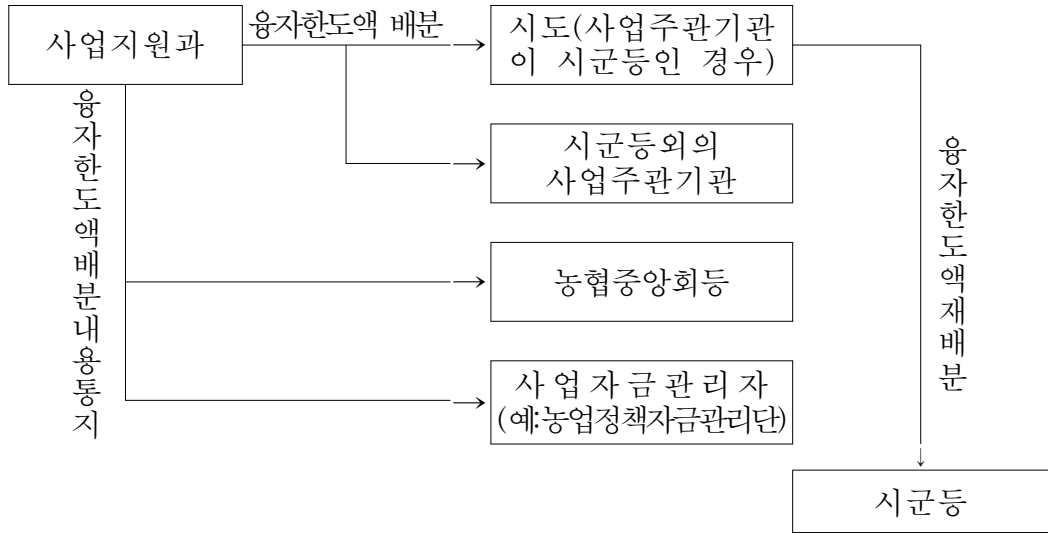 사업지원과
융자한도액 배분
시도(사업주관기관
이 시군등인 경우)
시군등외의
사업주관기관
융자한도액배분내용통지
융자한도액재배분
농협중앙회등
사업자금관리자
(예:농업정책자금관리단)
시군등